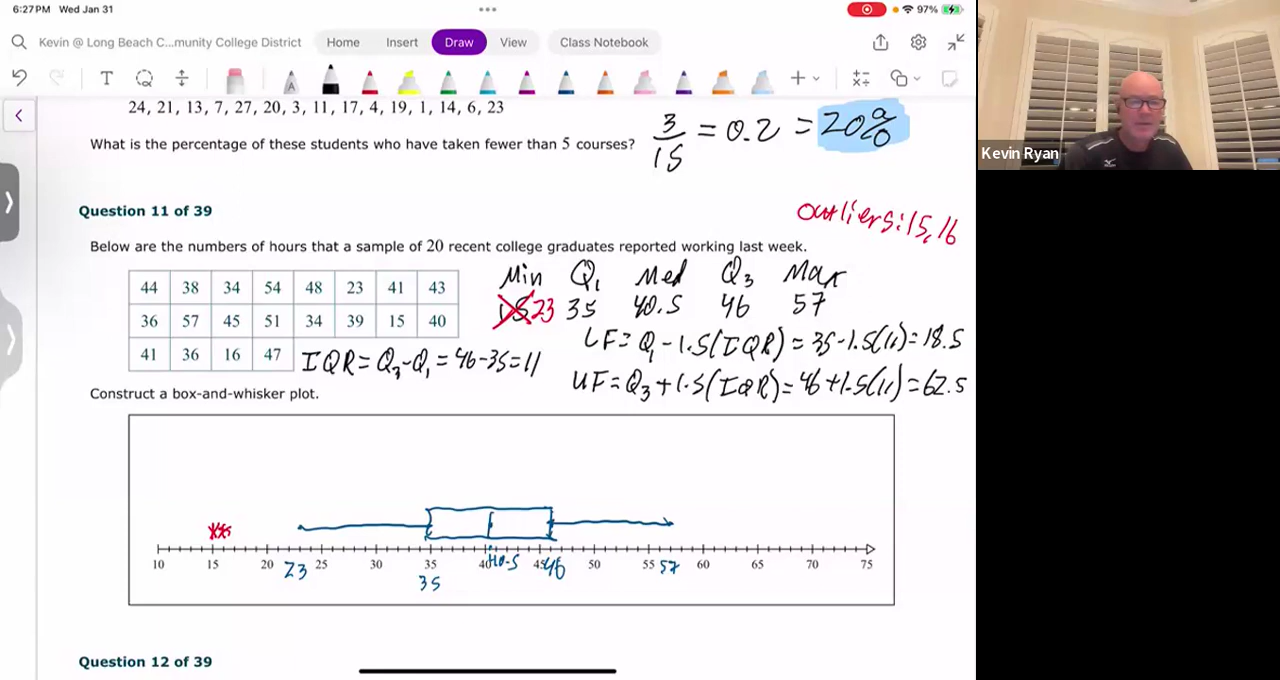 6:27PM Wed Jan 31
97%
Kevin @ Long Beach C...munity College District
Home Insert Draw View Class Notebook
24, 21, 13, 7, 27, 20, 3, 11, 17, 4, 19, 1, 14, 6, 23
What is the percentage of these students who have taken fewer than 5 courses?
3/15 = 0.2 = 20%
Kevin Ryan
Question 11 of 39
outliers: 15, 16
Below are the numbers of hours that a sample of 20 recent college graduates reported working last week.
44 38 34 54 48 23 41 43
36 57 45 51 34 39 15 40
41 36 16 47
Min Q1 Med Q3 Max
15 23 35 40.5 46 57
LF = Q1 - 1.5(IQR) = 35 - 1.5(11) = 18.5
IQR = Q3 - Q1 = 46 - 35 = 11
UF = Q3 + 1.5(IQR) = 46 + 1.5(11) = 62.5
Construct a box-and-whisker plot.
10 15 20 25 30 35 40 45 50 55 60 65 70 75
23 35 40.5 46 57
Question 12 of 39